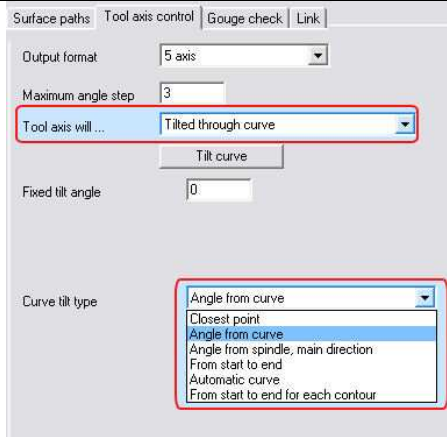 Surface paths Tool axis control Gouge check Link
Output format 5 axis
Maximum angle step 3
Tool axis will ... Tilted through curve
Tilt curve
Fixed tilt angle 0
Curve tilt type Angle from curve
Closest point
Angle from curve
Angle from spindle, main direction
From start to end
Automatic curve
From start to end for each contour